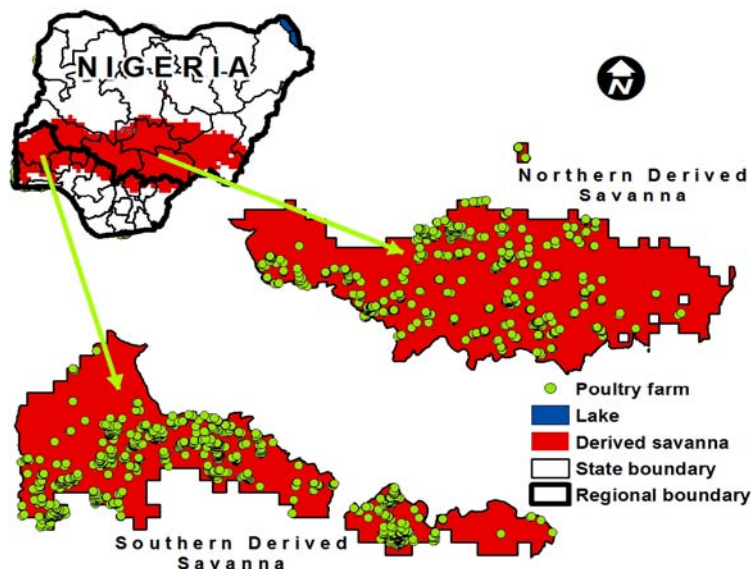 NIGERIA
N
Northern Derived
Savanna
Poultry farm
Lake
Derived savanna
State boundary
Regional boundary
Southern Derived
Savanna